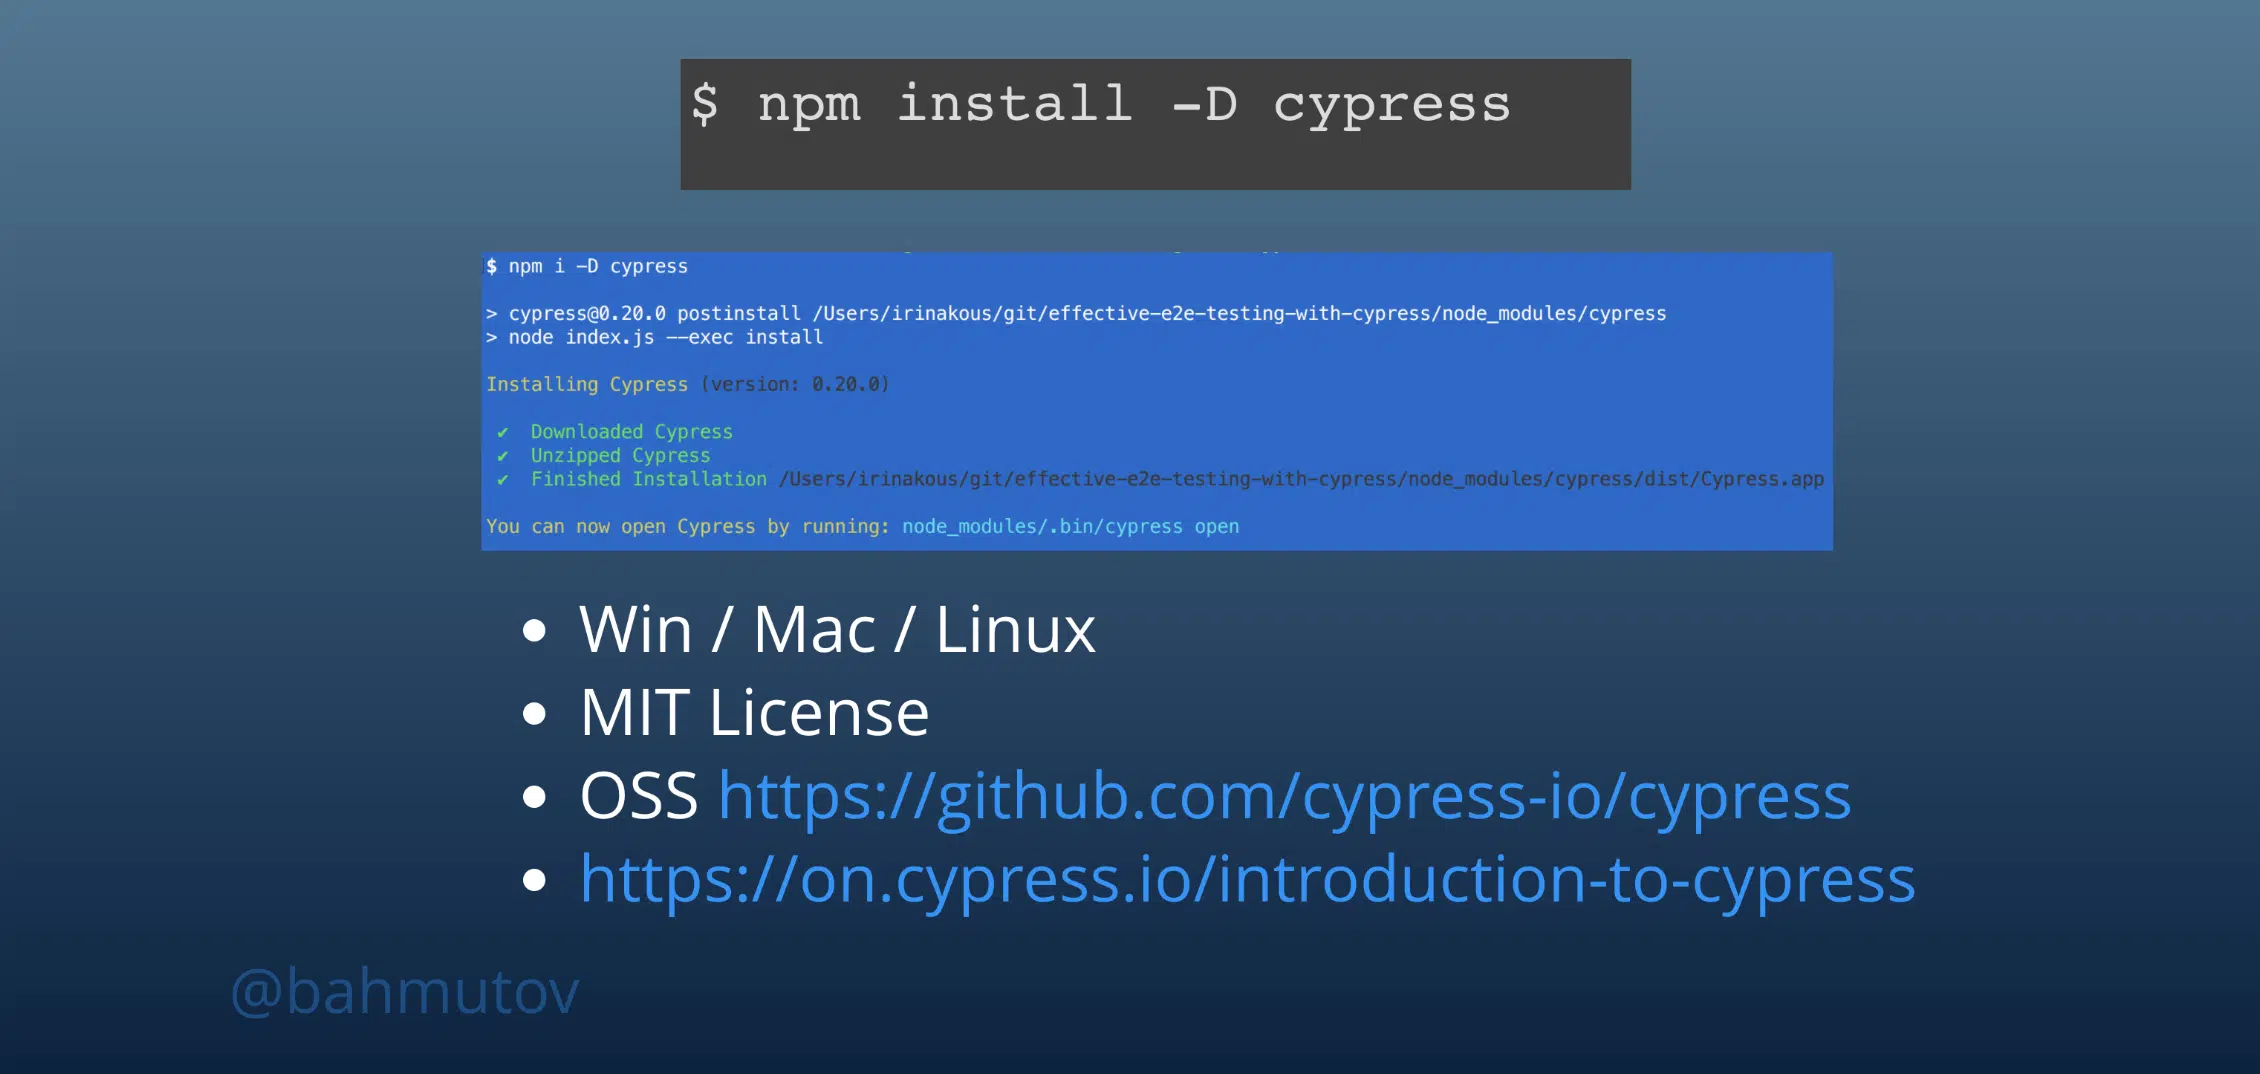 $ npm install -D cypress
$ npm i -D cypress
> cypress@0.20.0 postinstall /Users/irinakous/git/effective-e2e-testing-with-cypress/node_modules/cypress
> node index.js --exec install
Installing Cypress (version: 0.20.0)
✔ Downloaded Cypress
✔ Unzipped Cypress
✔ Finished Installation /Users/irinakous/git/effective-e2e-testing-with-cypress/node_modules/cypress/dist/Cypress.app
You can now open Cypress by running: node_modules/.bin/cypress open
• Win / Mac / Linux
• MIT License
• OSS https://github.com/cypress-io/cypress
• https://on.cypress.io/introduction-to-cypress
@bahmutov